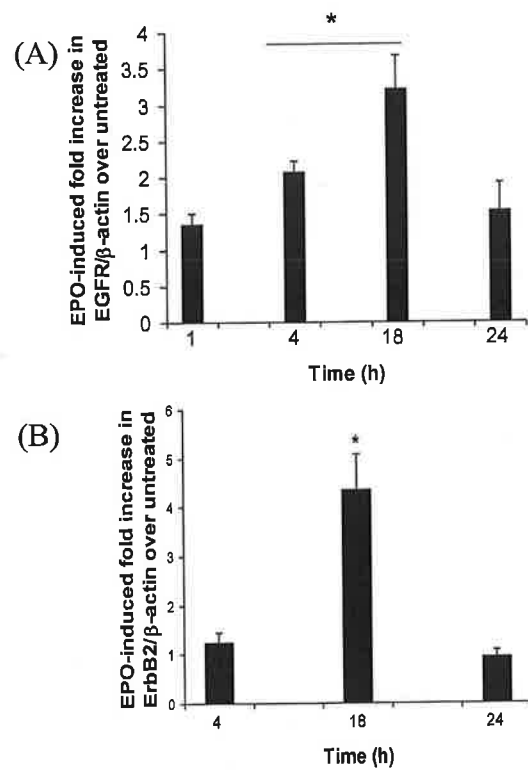 (A)
EPO-induced fold increase in
EGFR/β-actin over untreated
*
4
3.5
3
2.5
2
1.5
1
0.5
0
1 4 18 24
Time (h)
(B)
EPO-induced fold increase in
ErbB2/β-actin over untreated
*
6
5
4
3
2
1
0
4 18 24
Time (h)